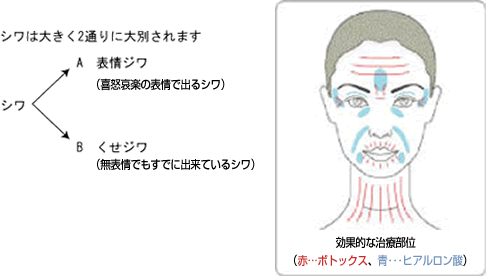 シワは大きく2通りに大別されます
A 表情ジワ
(喜怒哀楽の表情で出るシワ)
シワ
B くせジワ
(無表情でもすでに出来ているシワ)
効果的な治療部位
(赤…ボトックス、青･･･ヒアルロン酸)